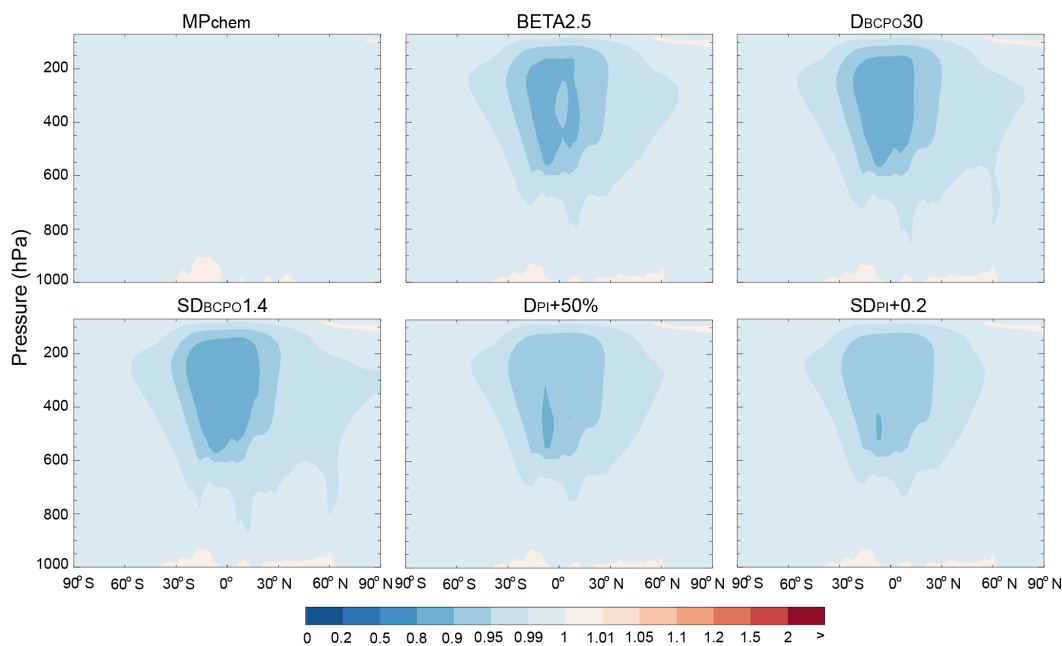 MPchem BETA2.5 DBCPO30
200
400
600
800
1000
Pressure (hPa)
SDBCPO1.4 DPI+50% SDPI+0.2
200
400
600
800
1000
90° S 60° S 30° S 0° 30° N 60° N 90° N 90° S 60° S 30° S 0° 30° N 60° N 90° N 90° S 60° S 30° S 0° 30° N 60° N 90° N
0 0.2 0.5 0.8 0.9 0.95 0.99 1 1.01 1.05 1.1 1.2 1.5 2 >